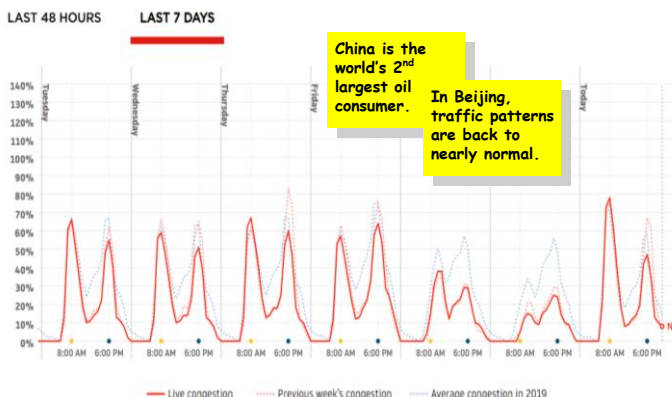 LAST 48 HOURS
LAST 7 DAYS
China is the
world's 2nd
largest oil
consumer.
In Beijing,
traffic patterns
are back to
nearly normal.
140%
130%
120%
110%
100%
90%
80%
70%
60%
50%
40%
30%
20%
10%
0%
Tuesday
Wednesday
Thursday
Friday
Today
N
8:00 AM
6:00 PM
8:00 AM
6:00 PM
8:00 AM
6:00 PM
8:00 AM
6:00 PM
8:00 AM
6:00 PM
8:00 AM
6:00 PM
8:00 AM
6:00 PM
Live congestion
Previous week's congestion
Average congestion in 2019